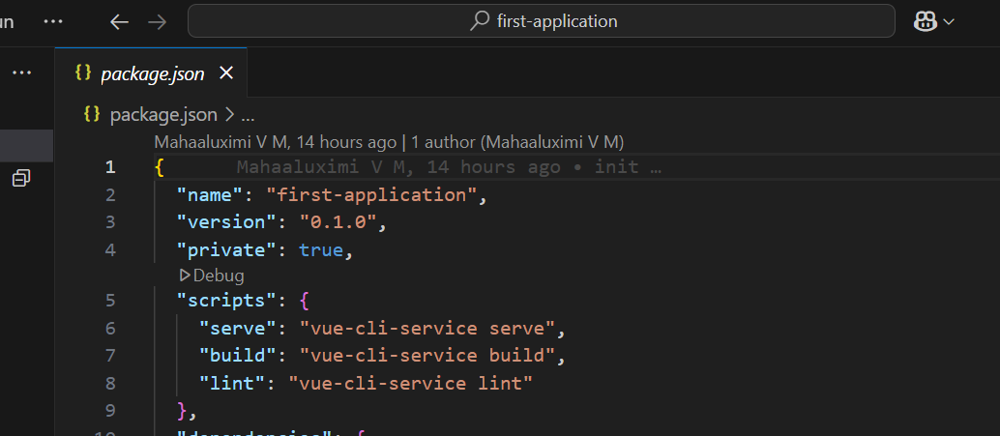 un ... first-application
... {} package.json
{} package.json > ...
Mahaaluximi V M, 14 hours ago | 1 author (Mahaaluximi V M)
1 { Mahaaluximi V M, 14 hours ago • init …
2 "name": "first-application",
3 "version": "0.1.0",
4 "private": true,
Debug
5 "scripts": {
6 "serve": "vue-cli-service serve",
7 "build": "vue-cli-service build",
8 "lint": "vue-cli-service lint"
9 },
10 "dependencies": {